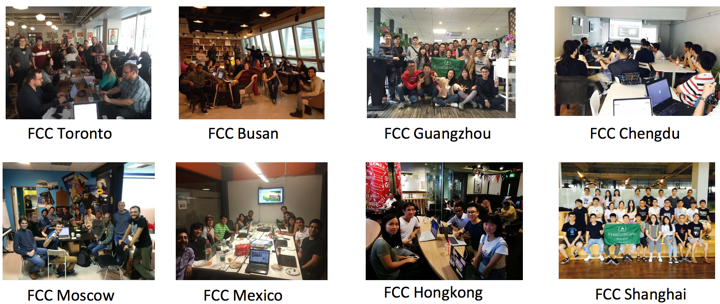 FCC Toronto
FCC Busan
FCC Guangzhou
FCC Chengdu
FCC Moscow
FCC Mexico
FCC Hongkong
FCC Shanghai